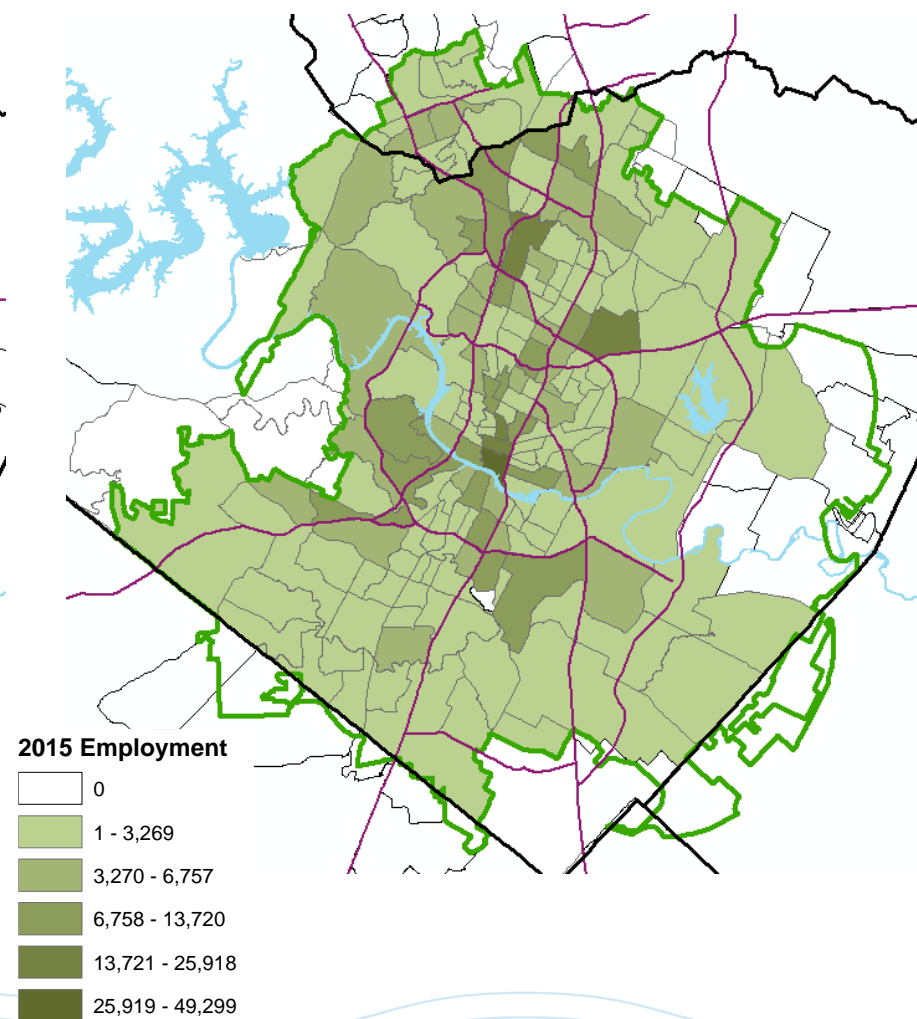 2015 Employment
0
1 - 3,269
3,270 - 6,757
6,758 - 13,720
13,721 - 25,918
25,919 - 49,299